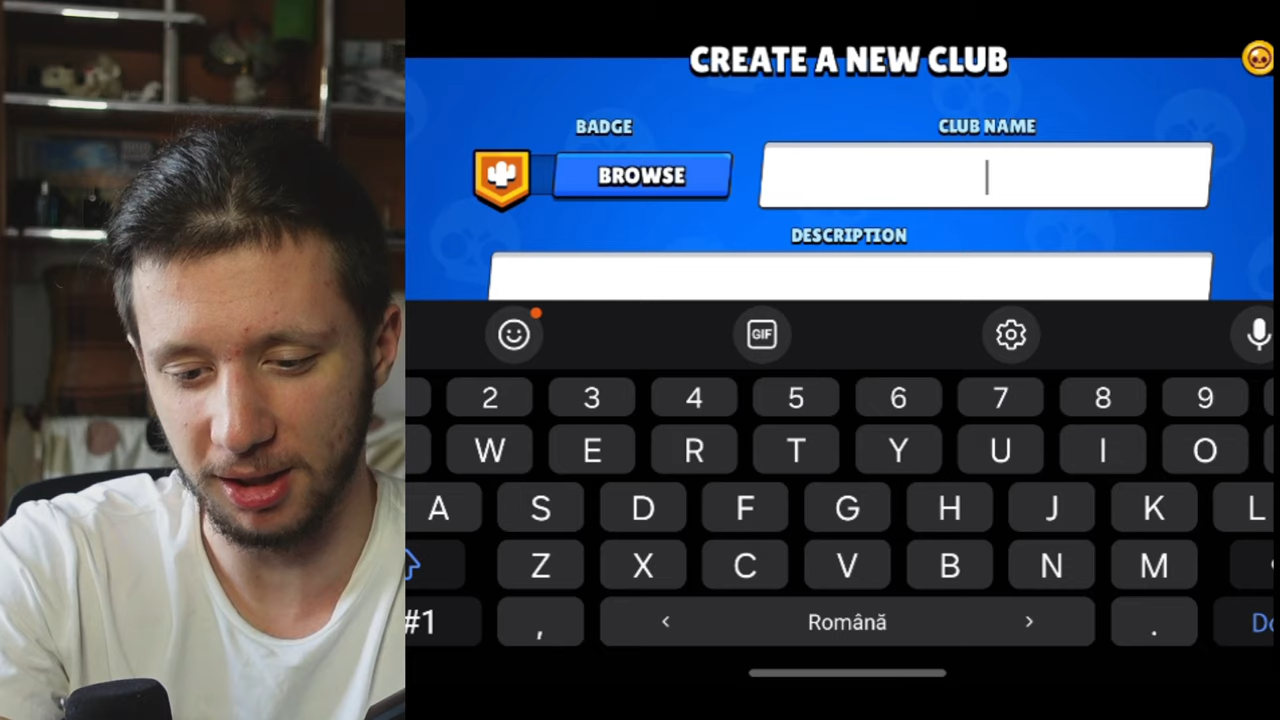 CREATE A NEW CLUB
BADGE
CLUB NAME
BROWSE
DESCRIPTION
GIF
2 3 4 5 6 7 8 9
W E R T Y U I O
A S D F G H J K L
Z X C V B N M
#1 , < Română > .